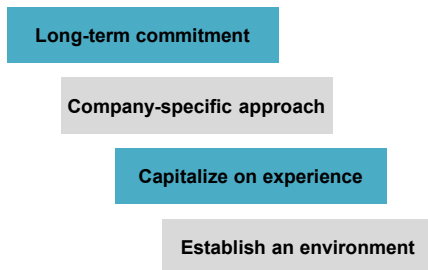 Long-term commitment
Company-specific approach
Capitalize on experience
Establish an environment